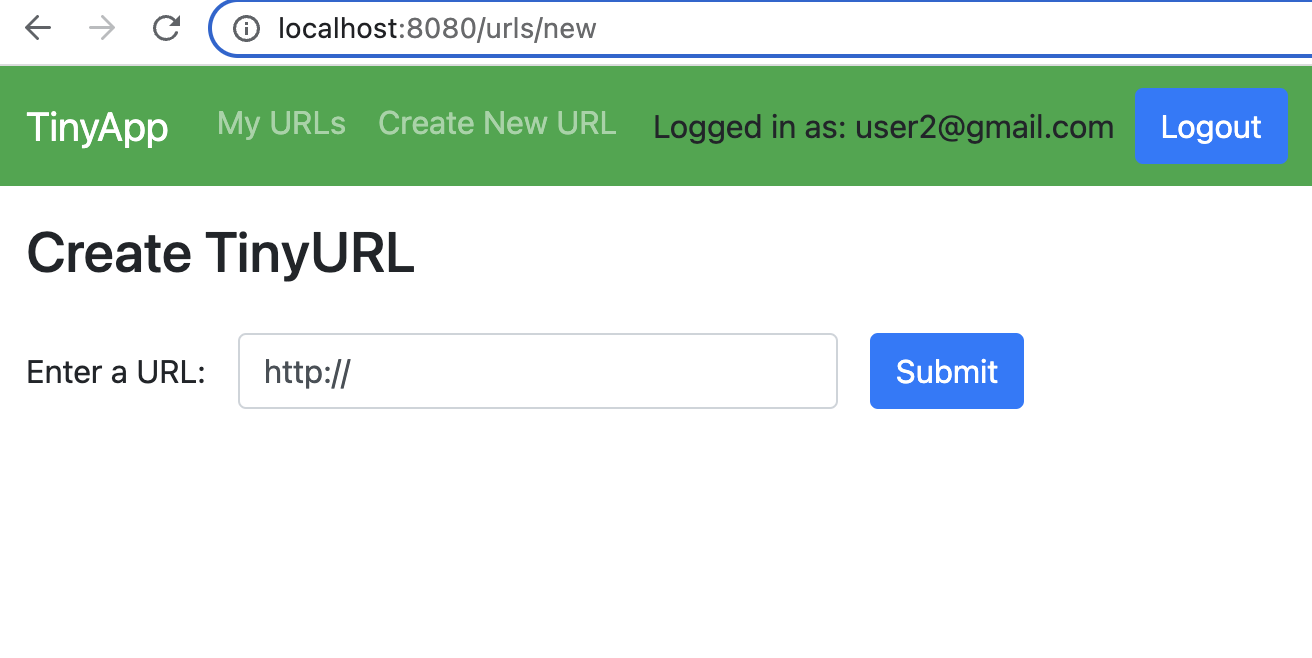 localhost:8080/urls/new
TinyApp My URLs Create New URL Logged in as: user2@gmail.com Logout
Create TinyURL
Enter a URL: http:// Submit